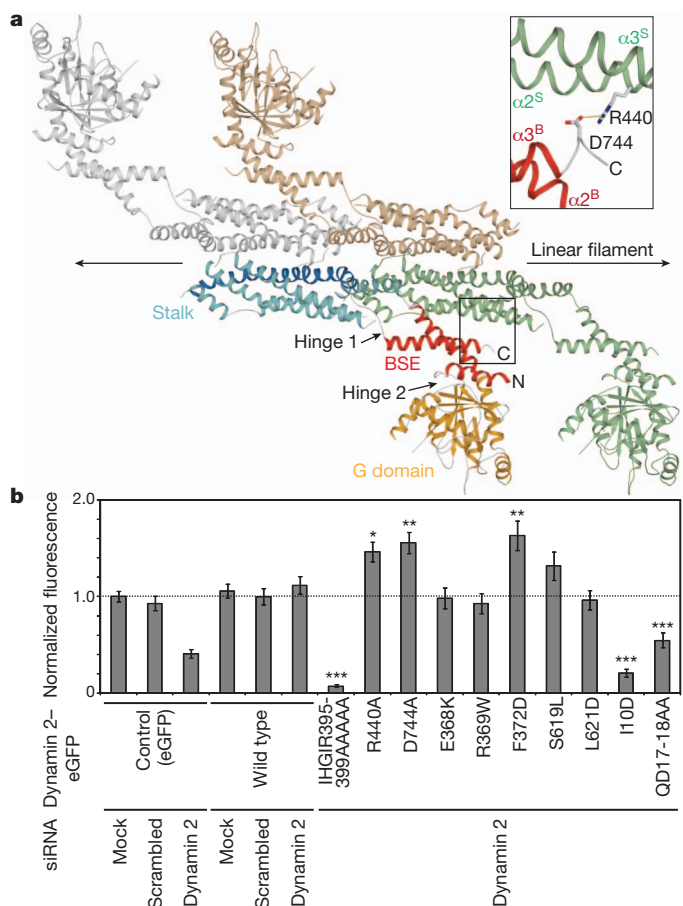 a
α3S
α2S
R440
D744
α3B
C
α2B
Linear filament
Stalk
Hinge 1
BSE
C
N
Hinge 2
G domain
b
Normalized fluorescence
2.0
1.0
0
*
**
**
***
***
***
Dynamin 2–
eGFP
Control
(eGFP)
Wild type
IHGIR395-
399AAAAA
R440A
D744A
E368K
R369W
F372D
S619L
L621D
I10D
QD17-18AA
siRNA
Mock
Scrambled
Dynamin 2
Mock
Scrambled
Dynamin 2
Dynamin 2